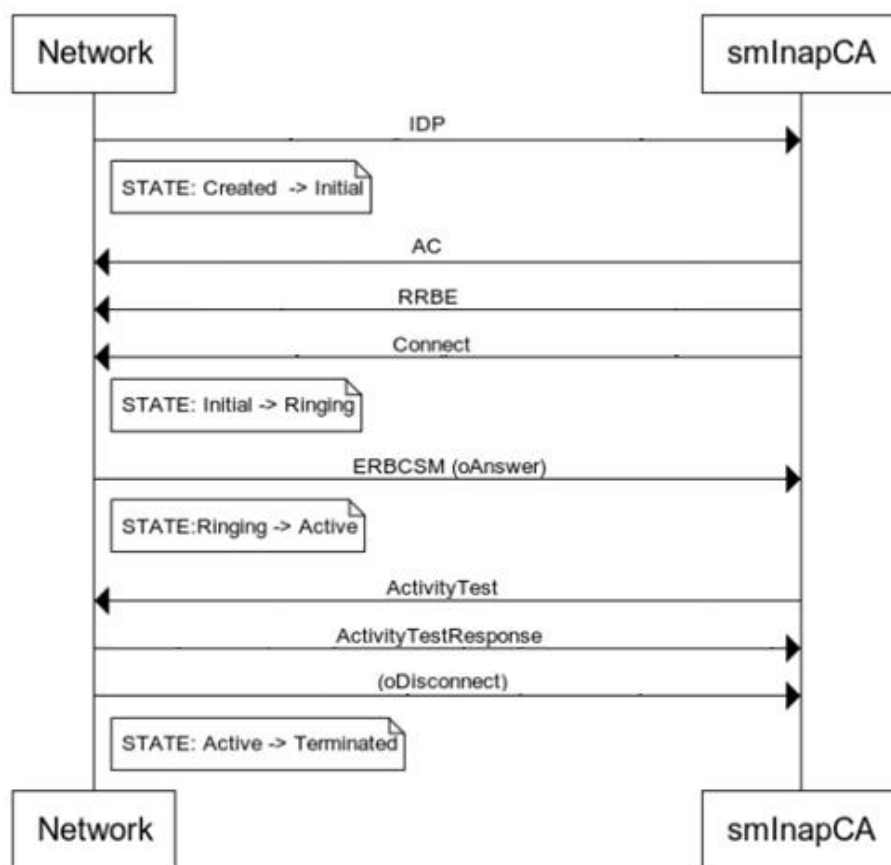 Network smInapCA
IDP
STATE: Created -> Initial
AC
RRBE
Connect
STATE: Initial -> Ringing
ERBCSM (oAnswer)
STATE:Ringing -> Active
ActivityTest
ActivityTestResponse
(oDisconnect)
STATE: Active -> Terminated
Network smInapCA